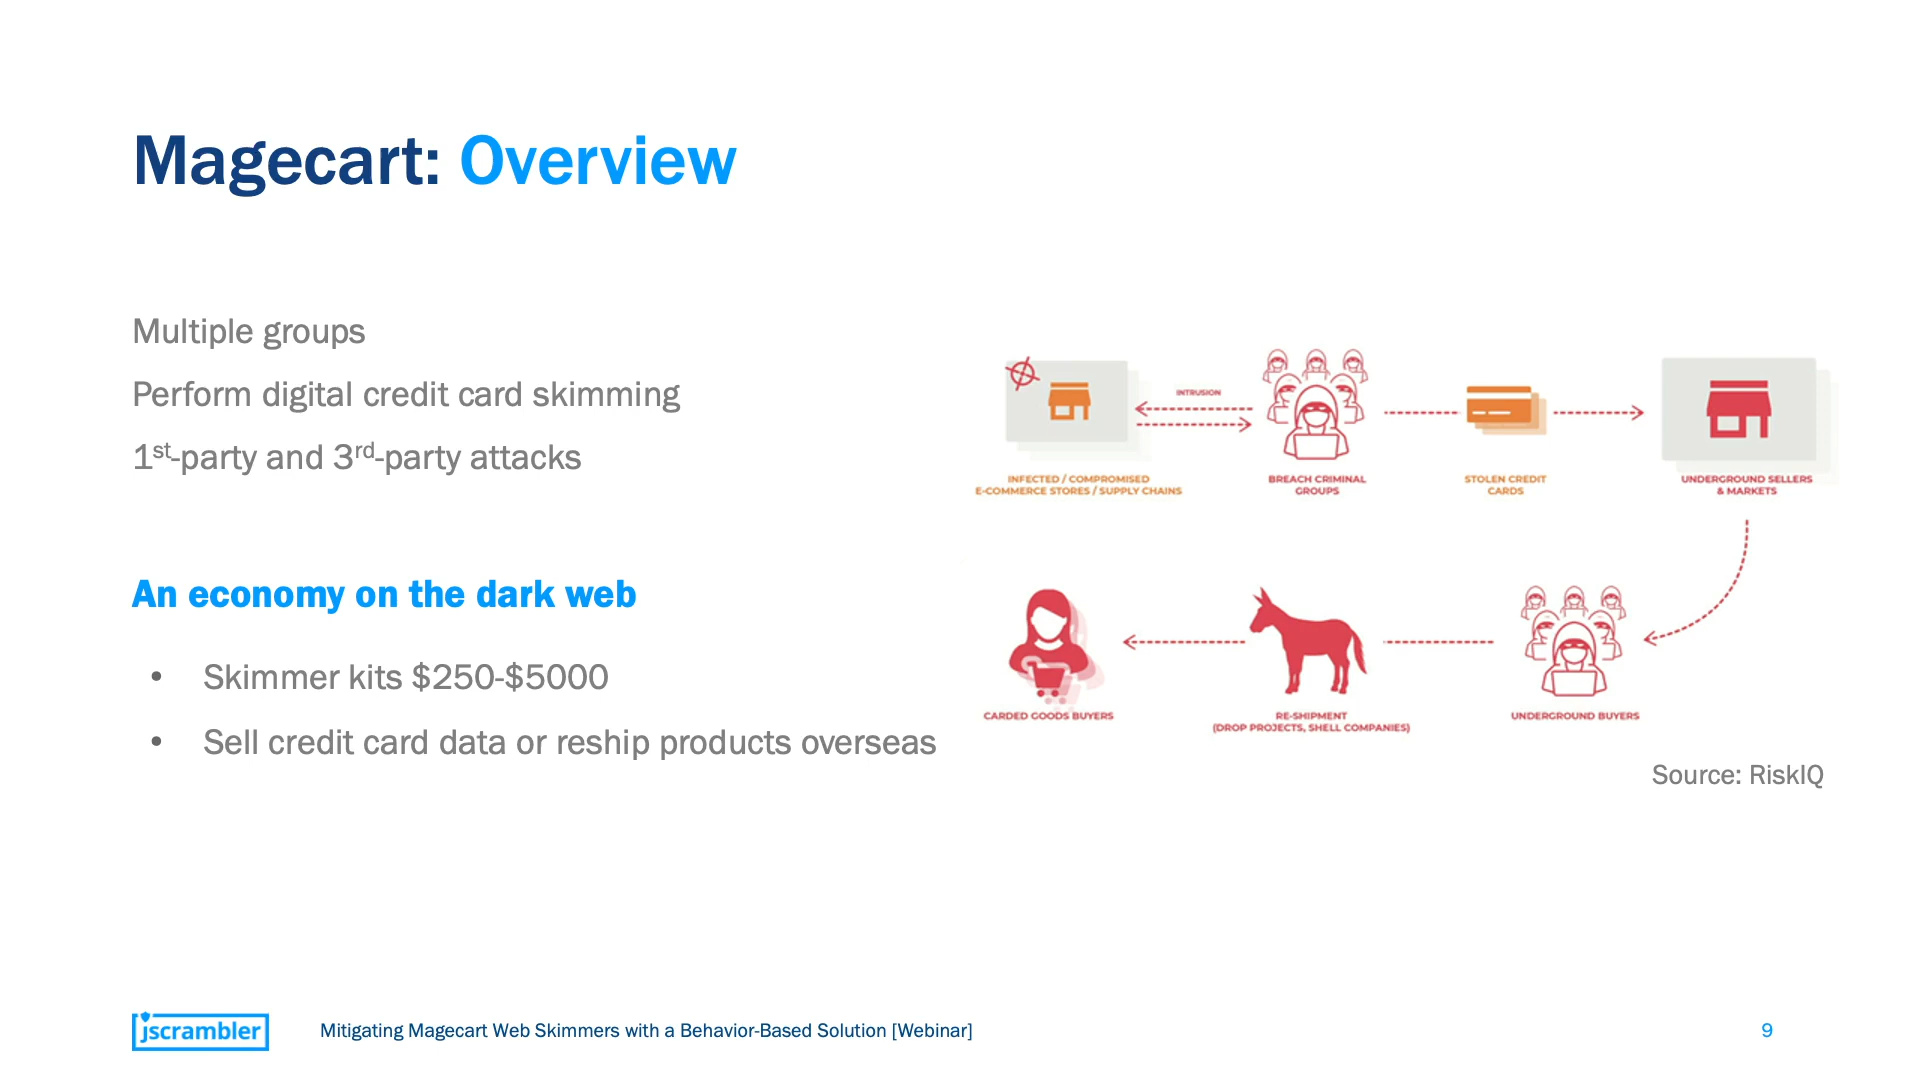 Magecart: Overview
Multiple groups
Perform digital credit card skimming
1st-party and 3rd-party attacks
An economy on the dark web
• Skimmer kits $250-$5000
• Sell credit card data or reship products overseas
INTRUSION
INFECTED / COMPROMISED
E-COMMERCE STORES / SUPPLY CHAINS
BREACH CRIMINAL
GROUPS
STOLEN CREDIT
CARDS
UNDERGROUND SELLERS
& MARKETS
CARDED GOODS BUYERS
RE-SHIPMENT
(DROP PROJECTS, SHELL COMPANIES)
UNDERGROUND BUYERS
Source: RiskIQ
jscrambler
Mitigating Magecart Web Skimmers with a Behavior-Based Solution [Webinar]
9